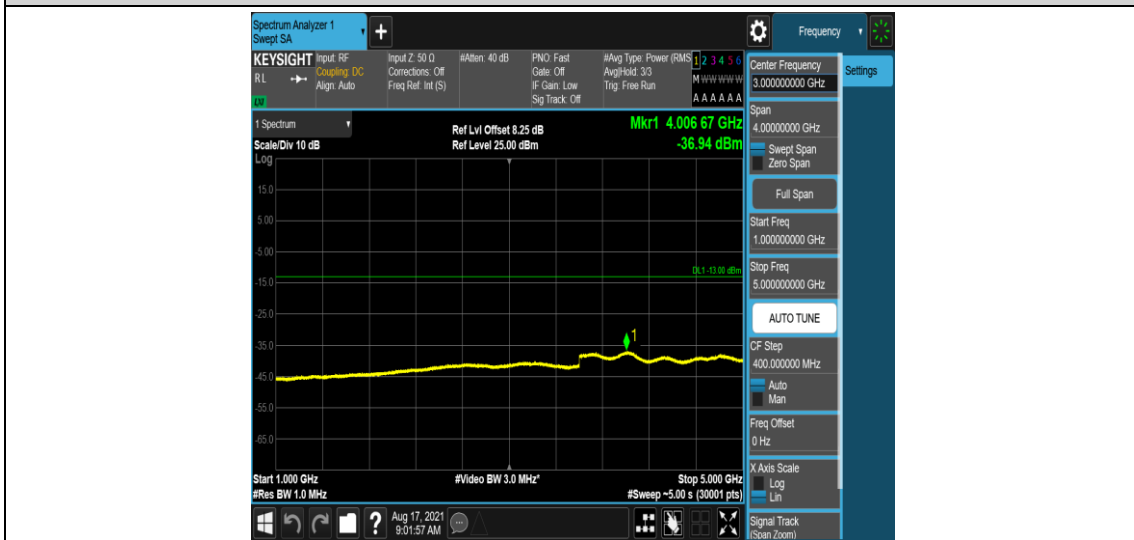 Spectrum Analyzer 1
Swept SA
Frequency
KEYSIGHT
RL
LXI
Input: RF
Coupling: DC
Align: Auto
Input Z: 50 Ω
Corrections: Off
Freq Ref: Int (S)
#Atten: 40 dB
PNO: Fast
Gate: Off
IF Gain: Low
Sig Track: Off
#Avg Type: Power (RMS
Avg|Hold: 3/3
Trig: Free Run
1 2 3 4 5 6
M W W W W W
A A A A A A
Center Frequency
3.000000000 GHz
Settings
1 Spectrum
Ref Lvl Offset 8.25 dB
Mkr1 4.006 67 GHz
Scale/Div 10 dB
Ref Level 25.00 dBm
-36.94 dBm
Span
4.00000000 GHz
Swept Span
Zero Span
Full Span
Start Freq
1.000000000 GHz
Stop Freq
5.000000000 GHz
AUTO TUNE
CF Step
400.000000 MHz
Auto
Man
Freq Offset
0 Hz
X Axis Scale
Log
Lin
Signal Track
(Span Zoom)
Log
15.0
5.00
-5.00
DL1 -13.00 dBm
-15.0
-25.0
1
-35.0
-45.0
-55.0
-65.0
Start 1.000 GHz
#Video BW 3.0 MHz*
Stop 5.000 GHz
#Res BW 1.0 MHz
#Sweep ~5.00 s (30001 pts)
?
Aug 17, 2021
9:01:57 AM